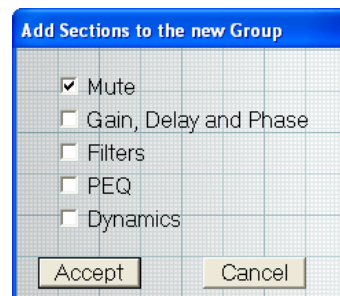 Add Sections to the new Group
Mute
Gain, Delay and Phase
Filters
PEQ
Dynamics
Accept Cancel